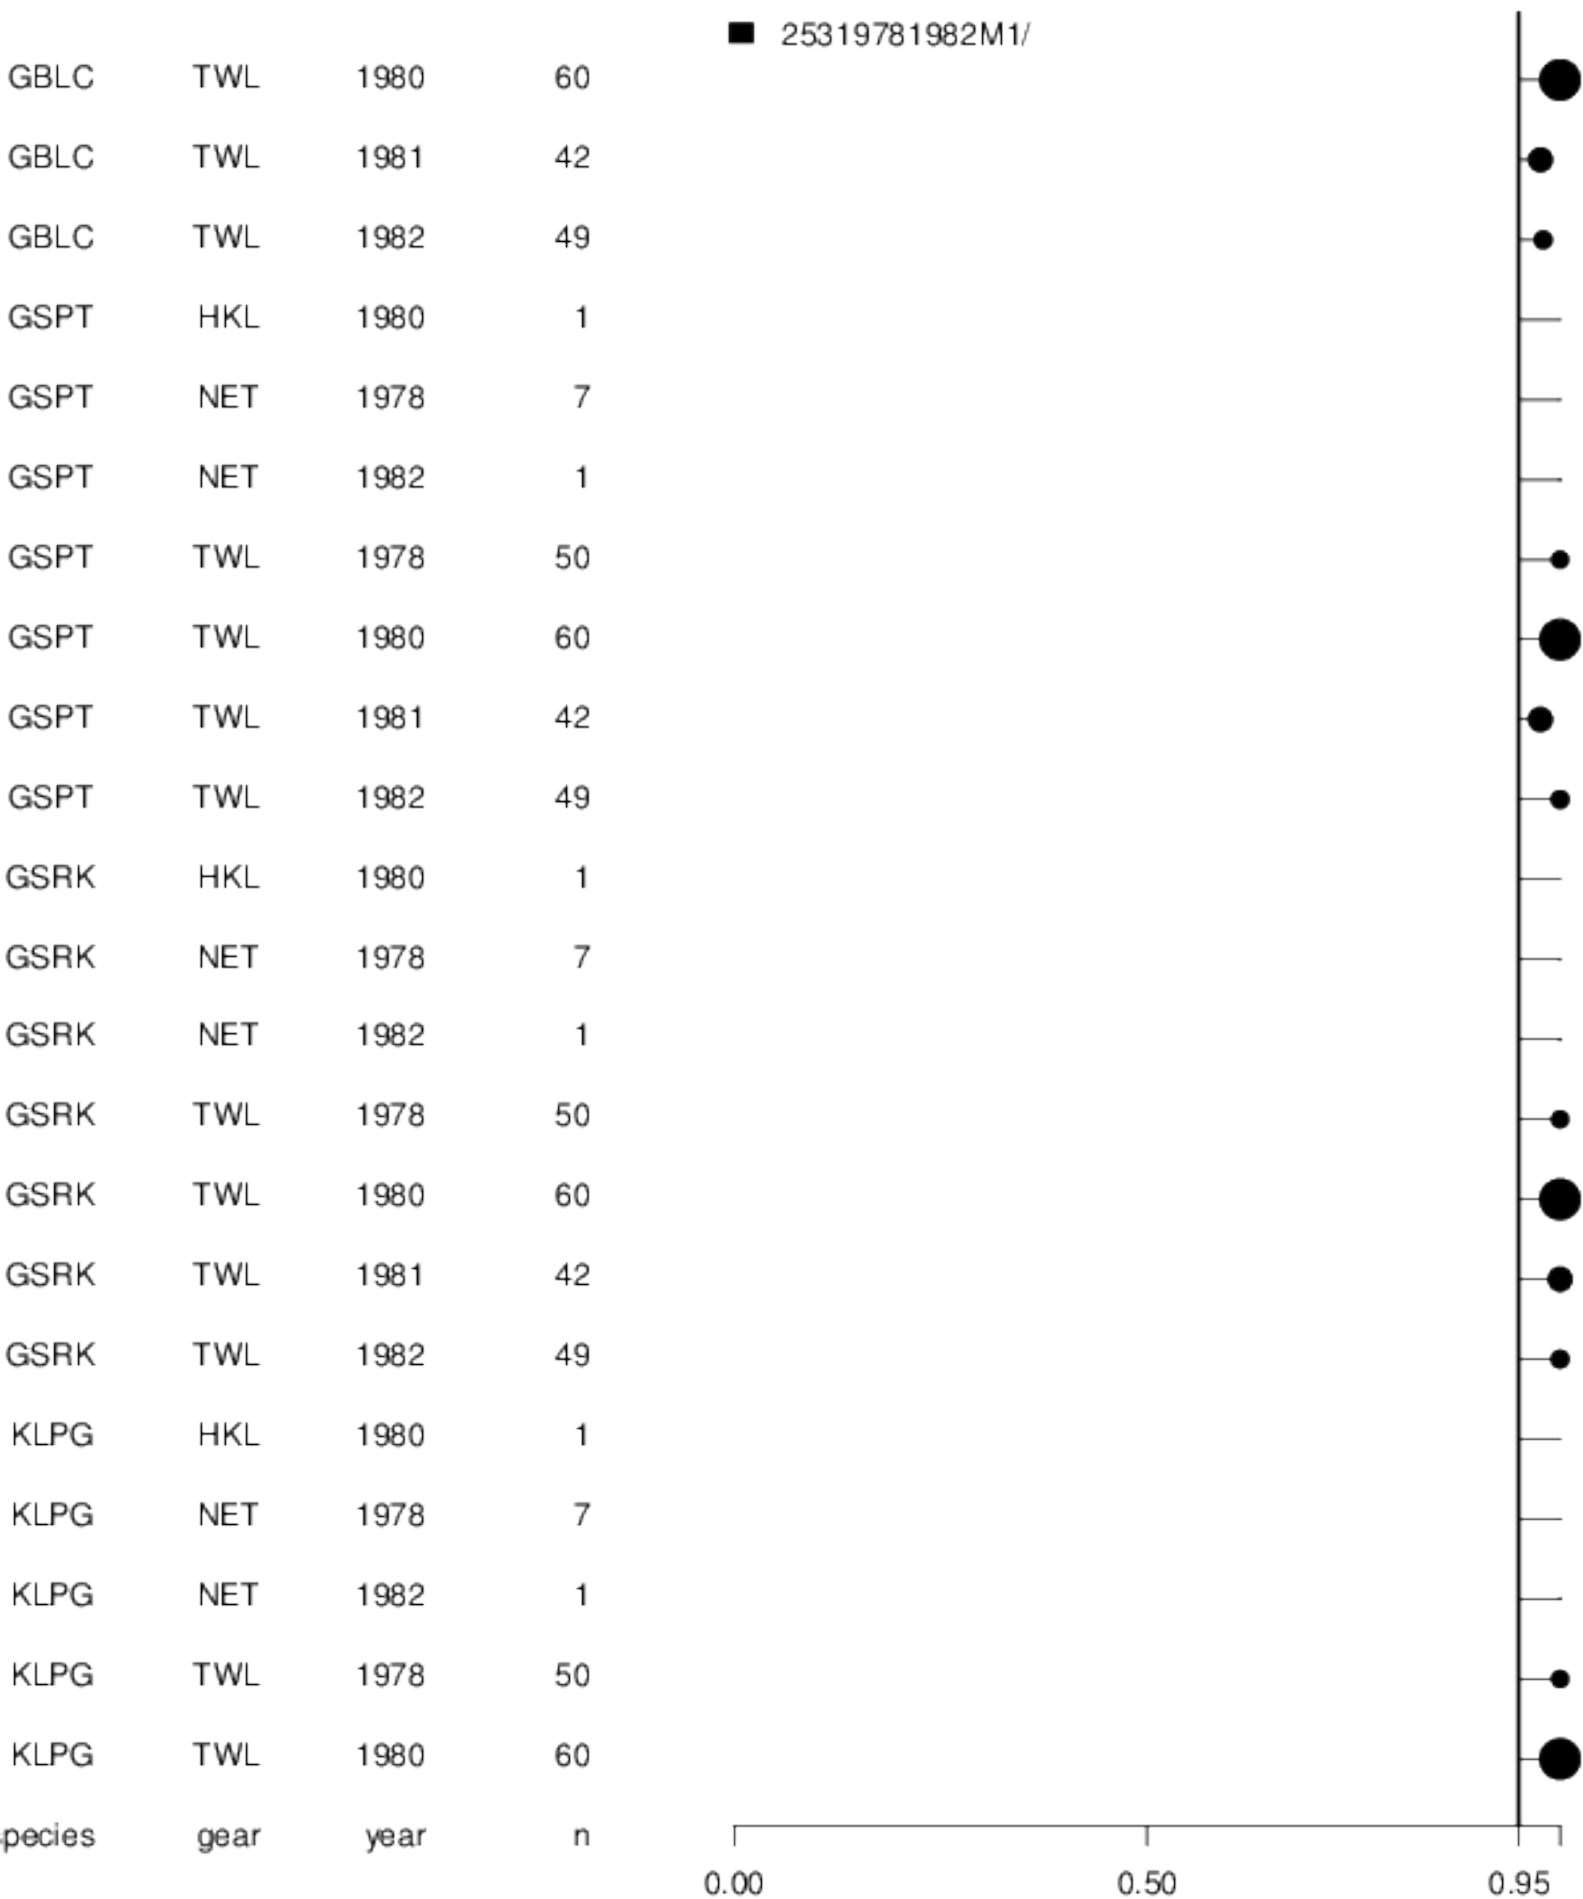 25319781982M1/
GBLC TWL 1980 60
GBLC TWL 1981 42
GBLC TWL 1982 49
GSPT HKL 1980 1
GSPT NET 1978 7
GSPT NET 1982 1
GSPT TWL 1978 50
GSPT TWL 1980 60
GSPT TWL 1981 42
GSPT TWL 1982 49
GSRK HKL 1980 1
GSRK NET 1978 7
GSRK NET 1982 1
GSRK TWL 1978 50
GSRK TWL 1980 60
GSRK TWL 1981 42
GSRK TWL 1982 49
KLPG HKL 1980 1
KLPG NET 1978 7
KLPG NET 1982 1
KLPG TWL 1978 50
KLPG TWL 1980 60
pecies gear year n
0.00 0.50 0.95